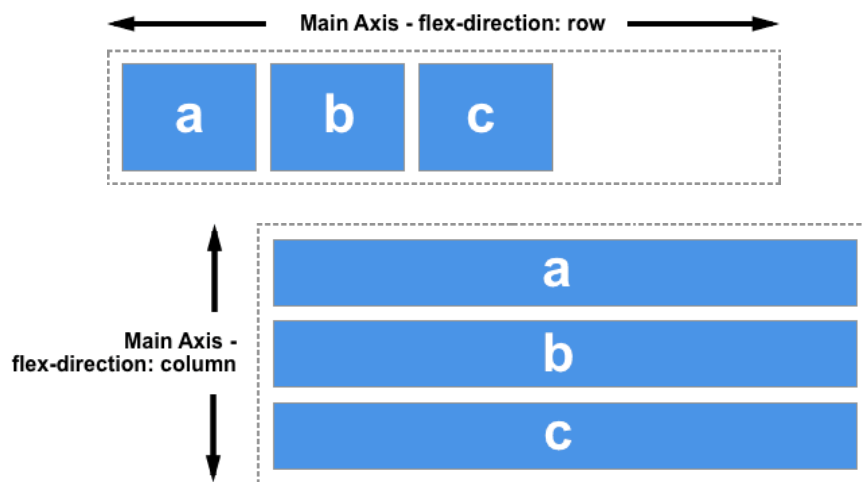 Main Axis - flex-direction: row
a b c
a
Main Axis -
flex-direction: column
b
c